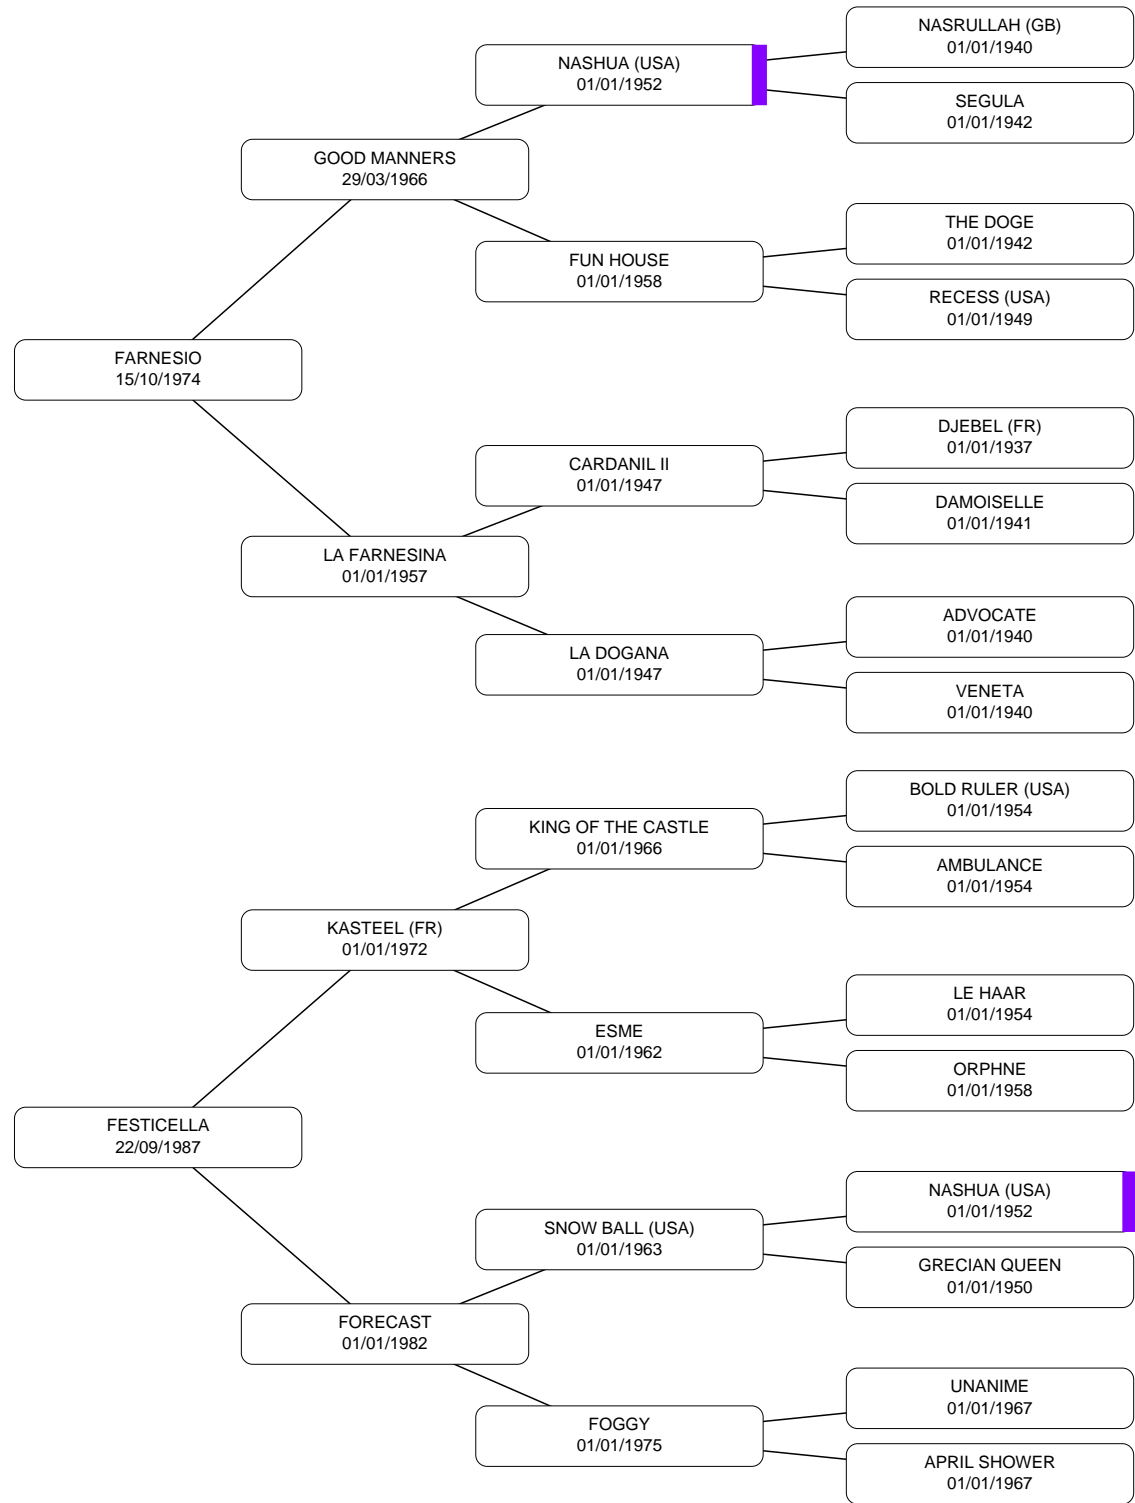 NASRULLAH (GB)
01/01/1940
NASHUA (USA)
01/01/1952
SEGULA
01/01/1942
GOOD MANNERS
29/03/1966
THE DOGE
01/01/1942
FUN HOUSE
01/01/1958
RECESS (USA)
01/01/1949
FARNESIO
15/10/1974
DJEBEL (FR)
01/01/1937
CARDANIL II
01/01/1947
DAMOISELLE
01/01/1941
LA FARNESINA
01/01/1957
ADVOCATE
01/01/1940
LA DOGANA
01/01/1947
VENETA
01/01/1940
BOLD RULER (USA)
01/01/1954
KING OF THE CASTLE
01/01/1966
AMBULANCE
01/01/1954
KASTEEL (FR)
01/01/1972
LE HAAR
01/01/1954
ESME
01/01/1962
ORPHNE
01/01/1958
FESTICELLA
22/09/1987
NASHUA (USA)
01/01/1952
SNOW BALL (USA)
01/01/1963
GRECIAN QUEEN
01/01/1950
FORECAST
01/01/1982
UNANIME
01/01/1967
FOGGY
01/01/1975
APRIL SHOWER
01/01/1967